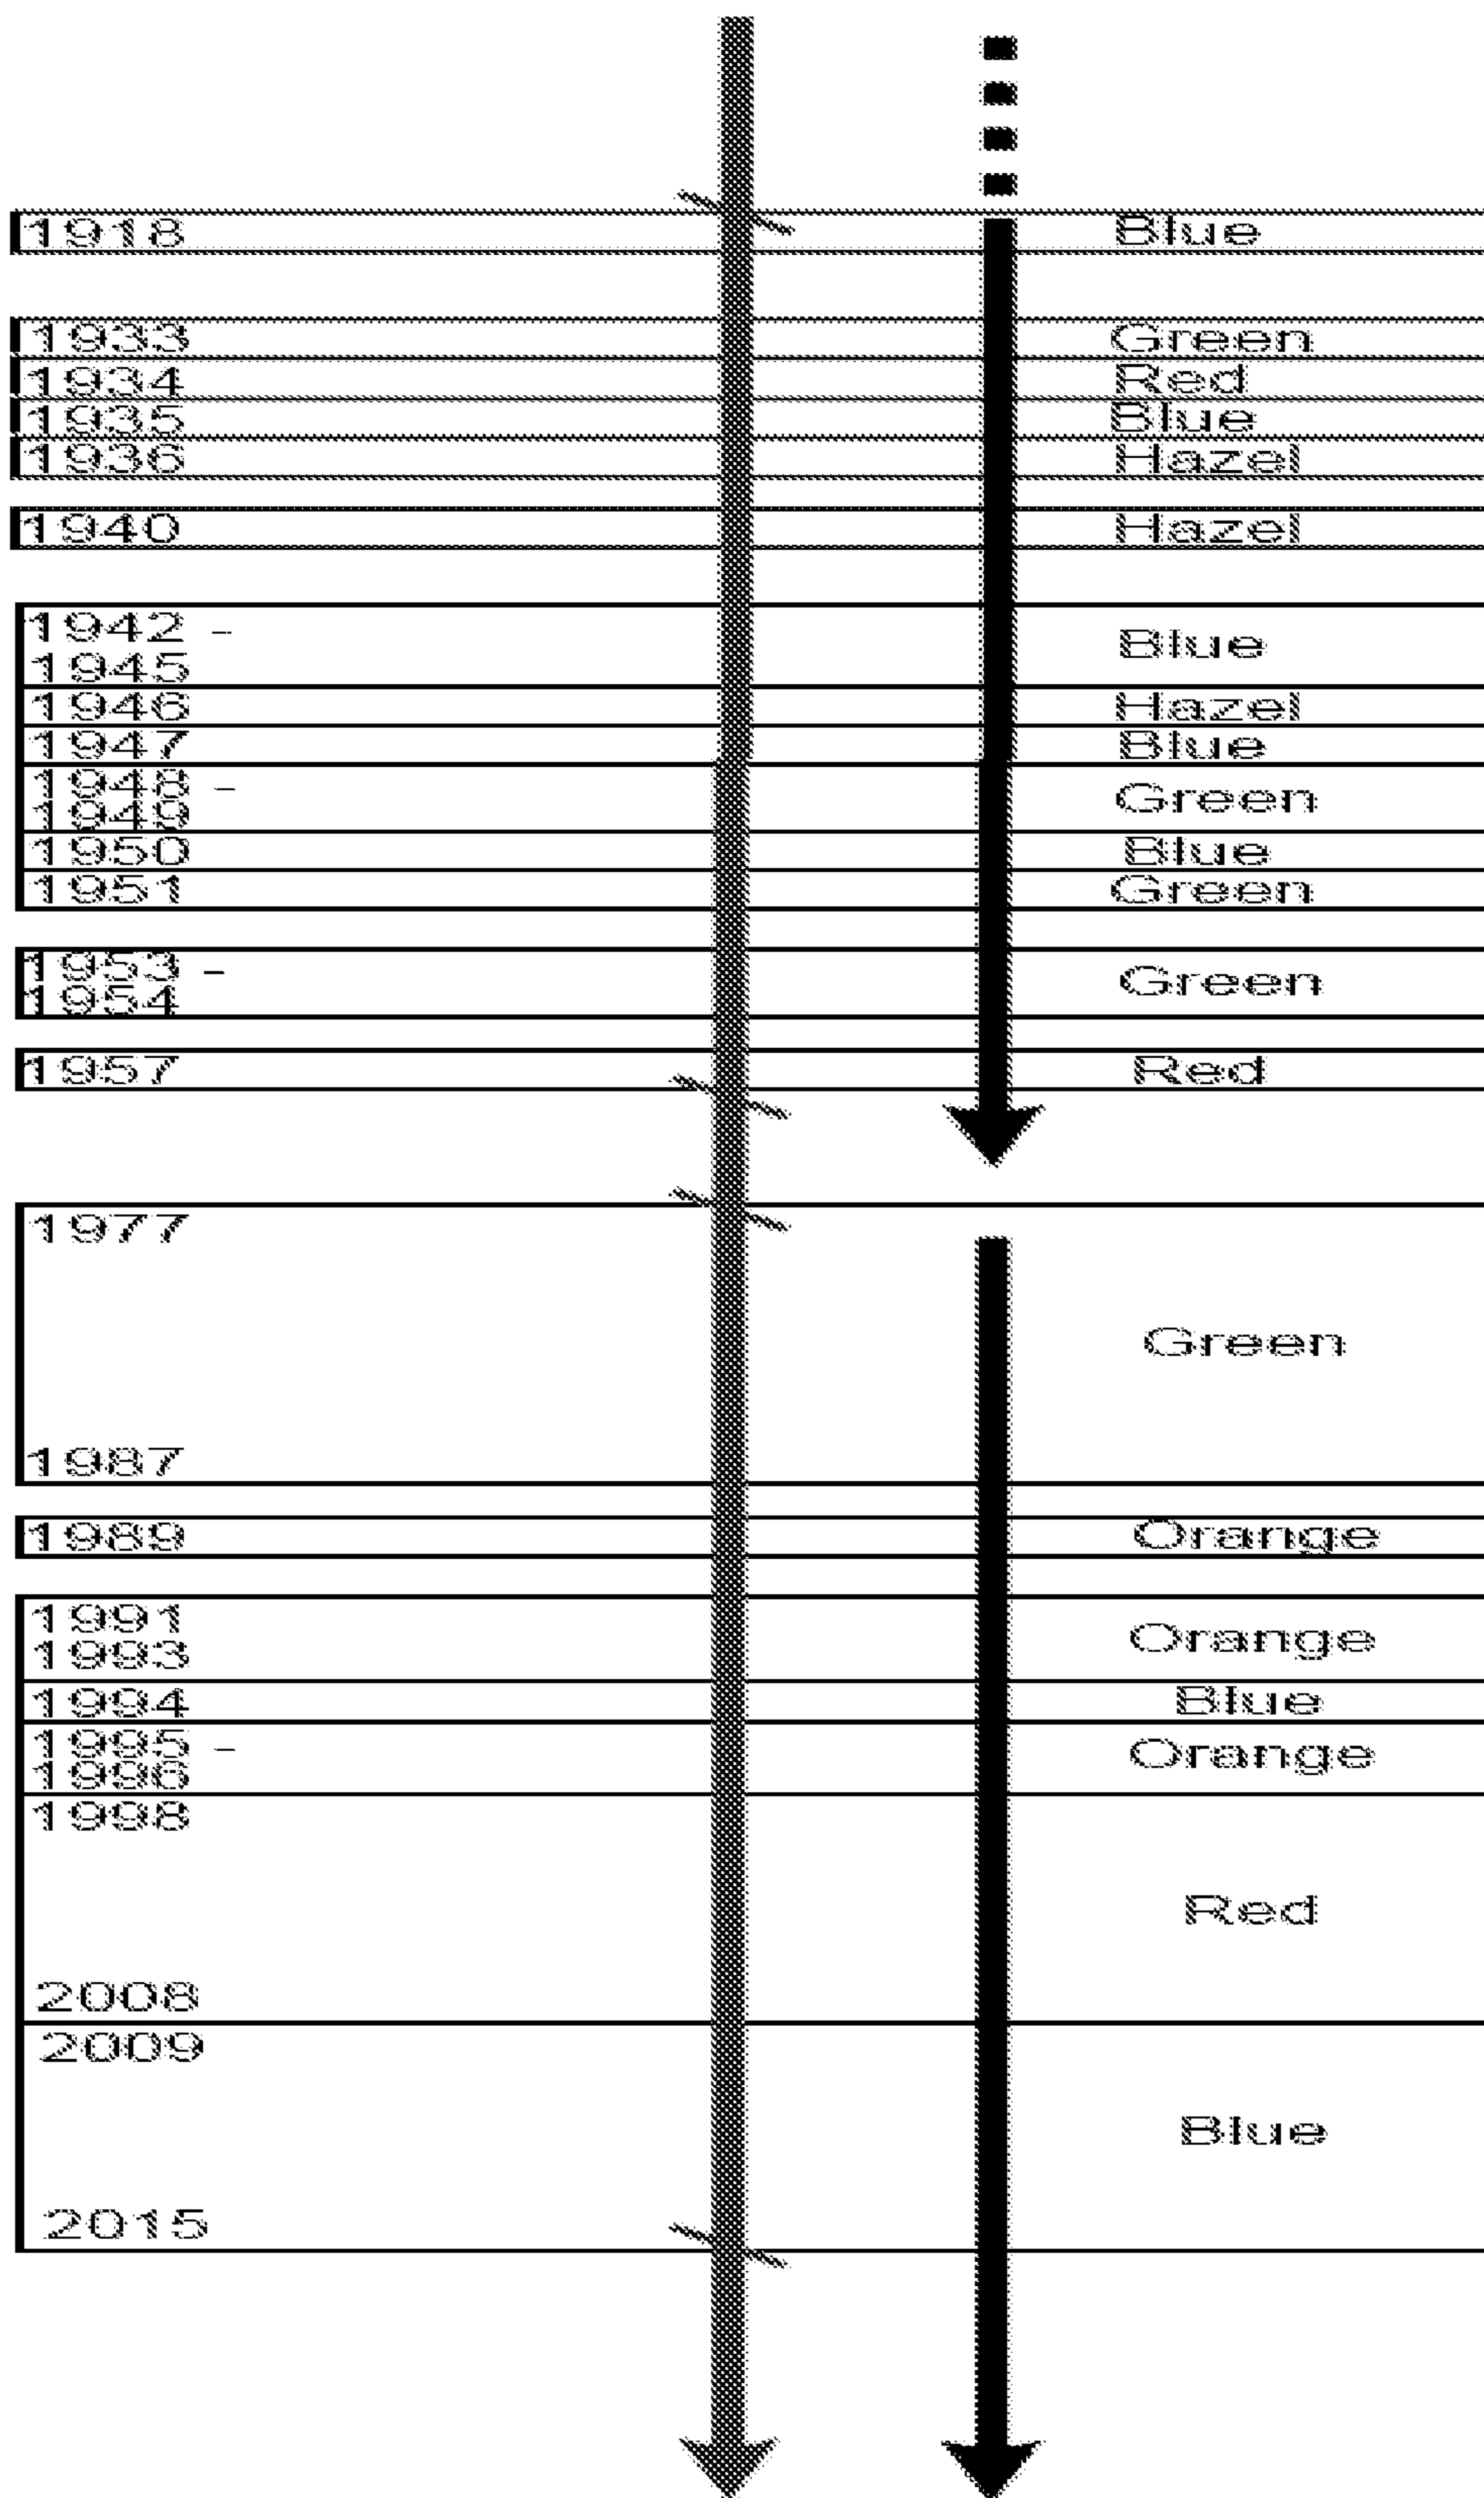 1918 Blue
1933 Green
1934 Red
1935 Blue
1936 Hazel
1940 Hazel
1942 - Blue
1945
1946 Hazel
1947 Blue
1948 - Green
1949
1950 Blue
1951 Green
1953 - Green
1954
1957 Red
1977
Green
1987
1989 Orange
1991 Orange
1993
1994 Blue
1995 - Orange
1996
1998
Red
2008
2009
Blue
2015